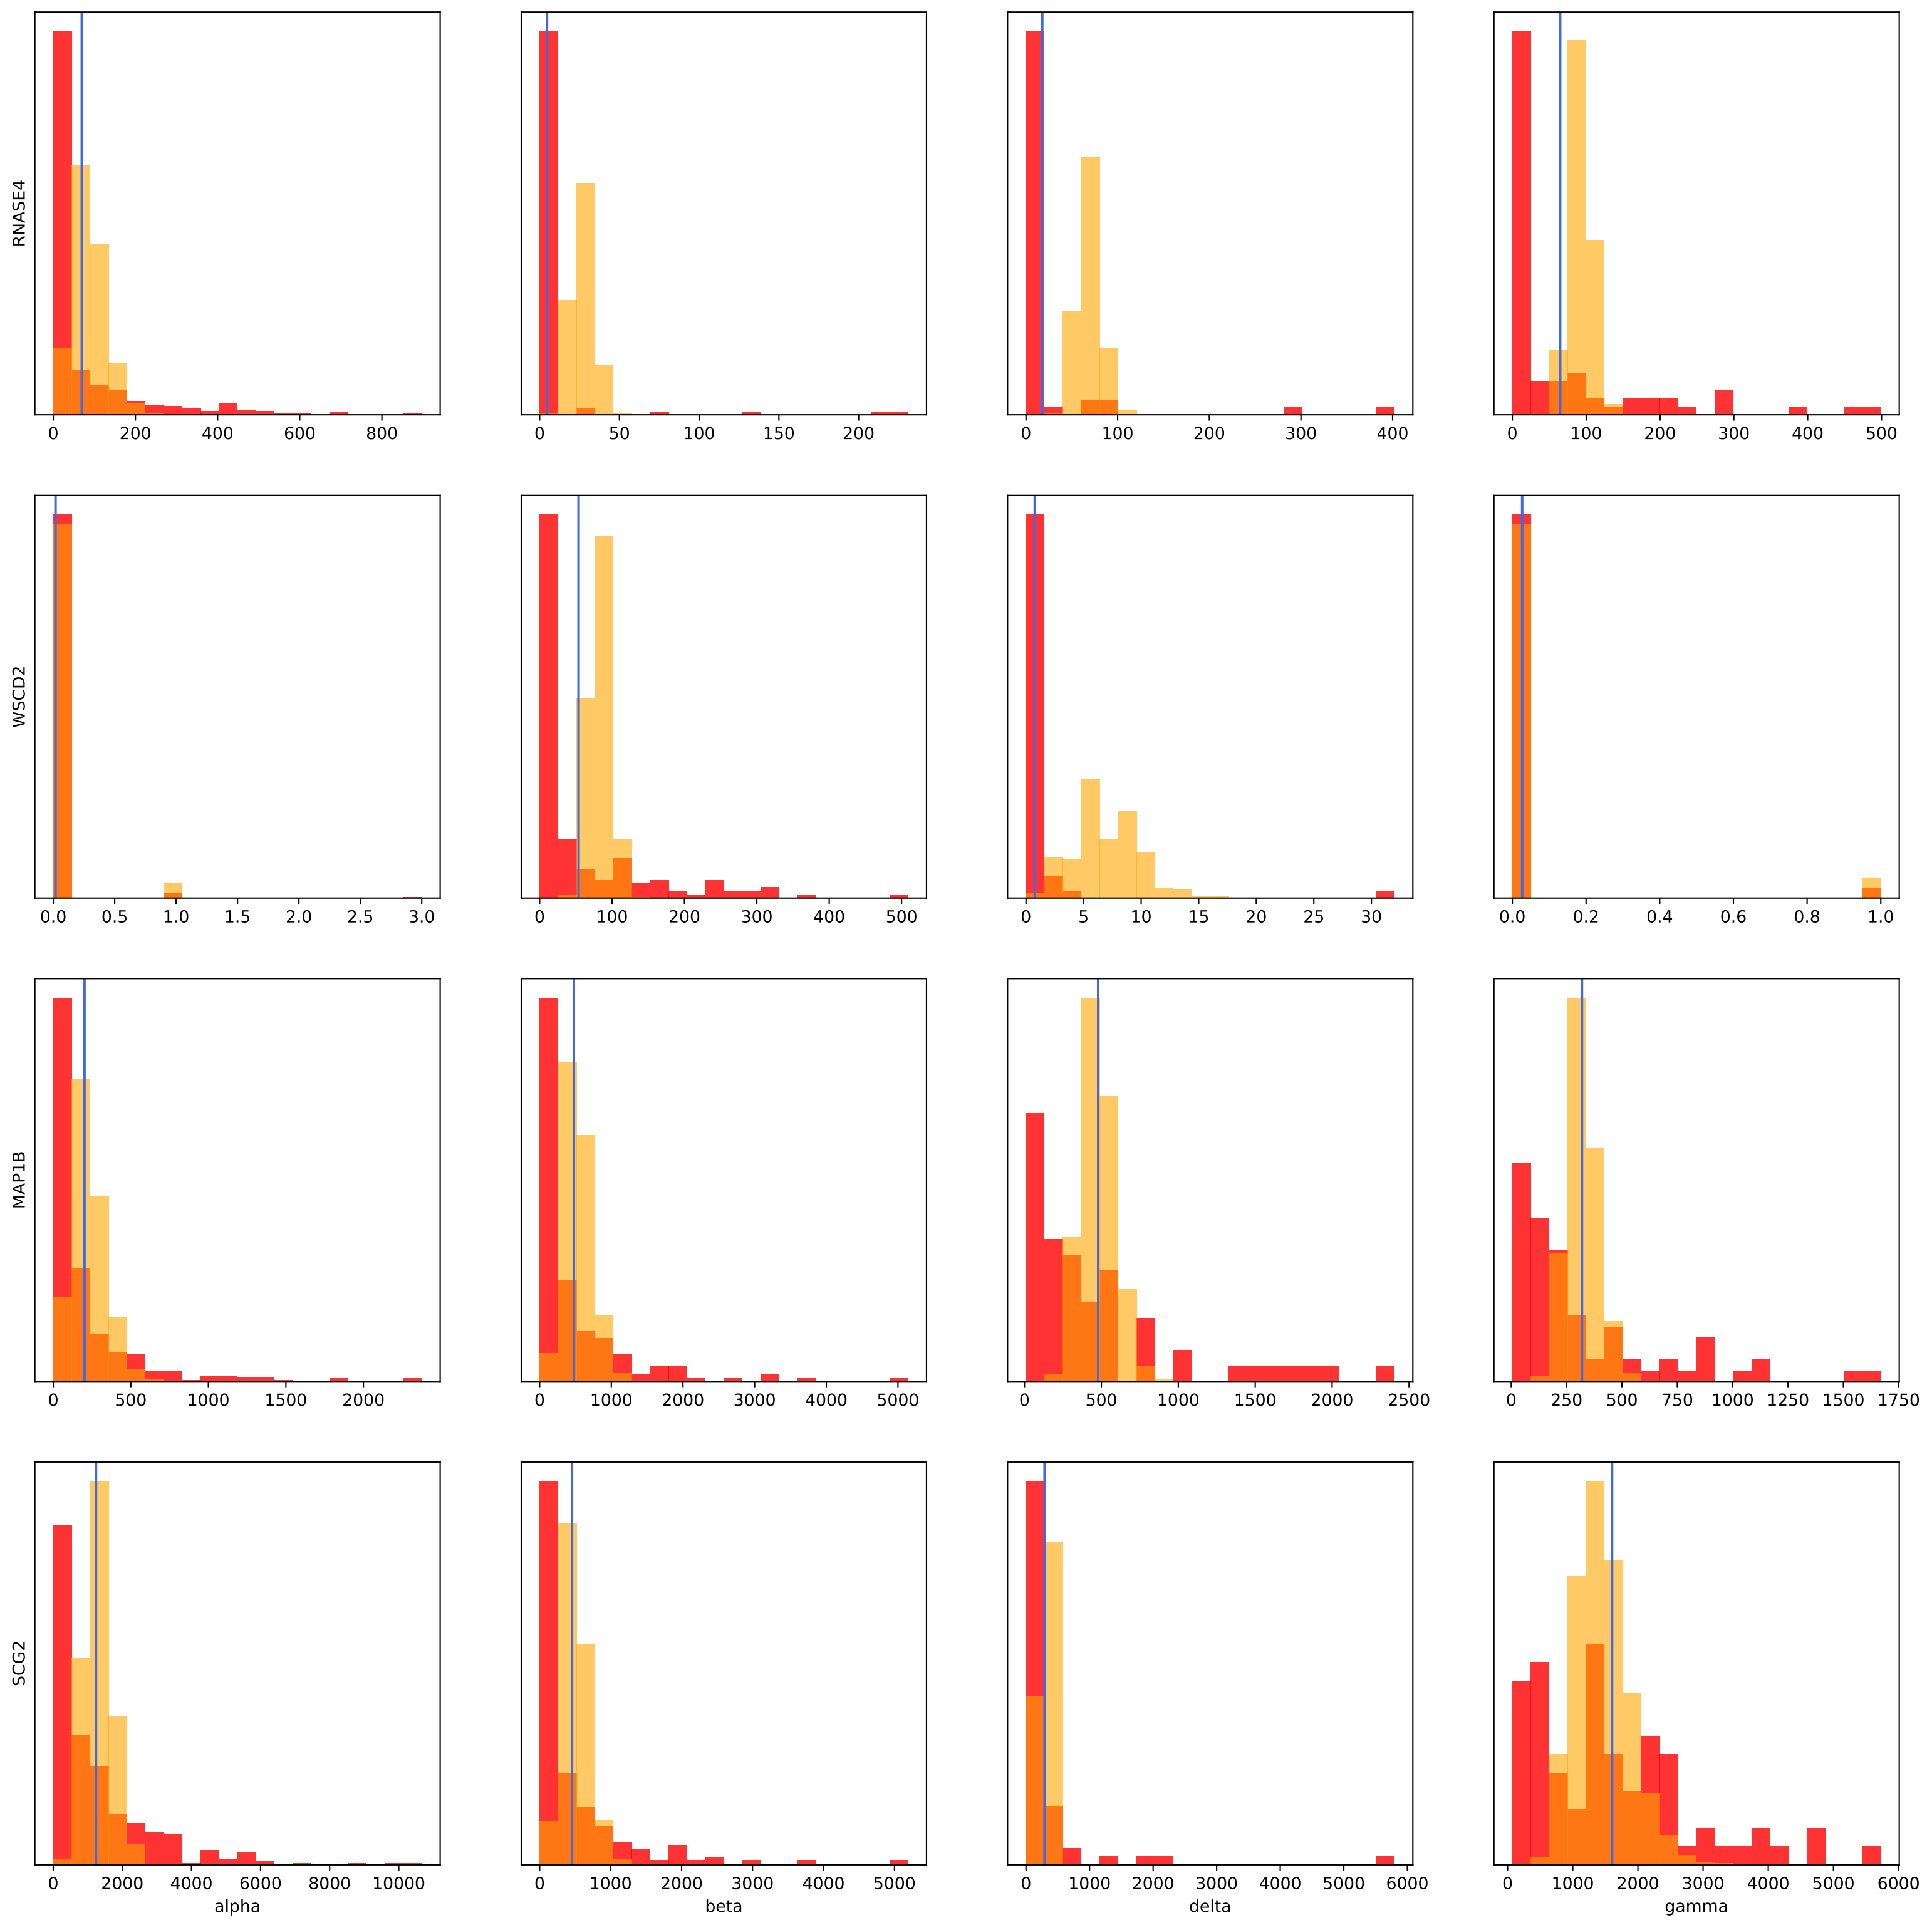 RNASE4
0 200 400 600 800
0 50 100 150 200
0 100 200 300 400
0 100 200 300 400 500
WSCD2
0.0 0.5 1.0 1.5 2.0 2.5 3.0
0 100 200 300 400 500
0 5 10 15 20 25 30
0.0 0.2 0.4 0.6 0.8 1.0
MAP1B
0 500 1000 1500 2000
0 1000 2000 3000 4000 5000
0 500 1000 1500 2000 2500
0 250 500 750 1000 1250 1500 1750
SCG2
0 2000 4000 6000 8000 10000
alpha
0 1000 2000 3000 4000 5000
beta
0 1000 2000 3000 4000 5000 6000
delta
0 1000 2000 3000 4000 5000 6000
gamma